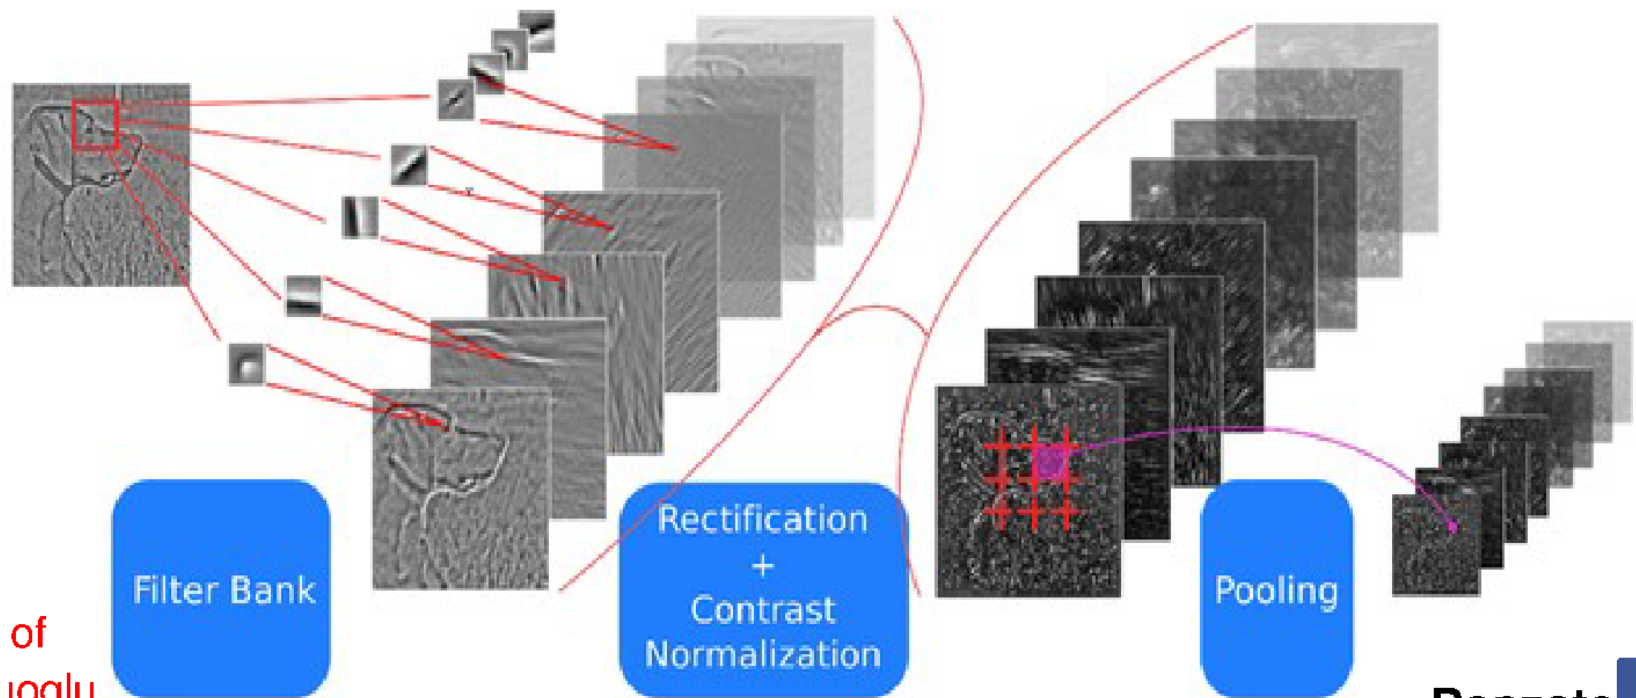 Filter Bank
Rectification
+
Contrast
Normalization
Pooling
of